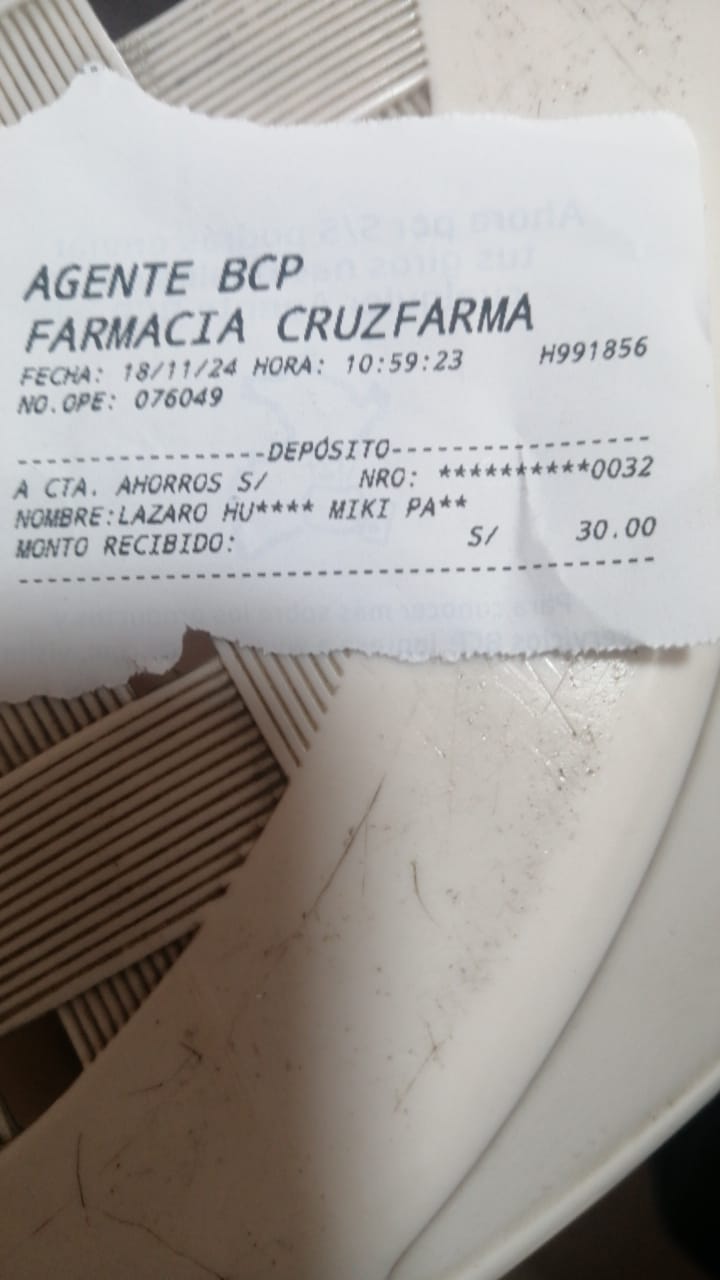 AGENTE BCP
FARMACIA CRUZFARMA
FECHA: 18/11/24 HORA: 10:59:23 H991856
NO.OPE: 076049
------------------DEPÓSITO-------------------
A CTA. AHORROS S/ NRO: **********0032
NOMBRE:LAZARO HU**** MIKI PA**
MONTO RECIBIDO: S/ 30.00
----------------------------------------------